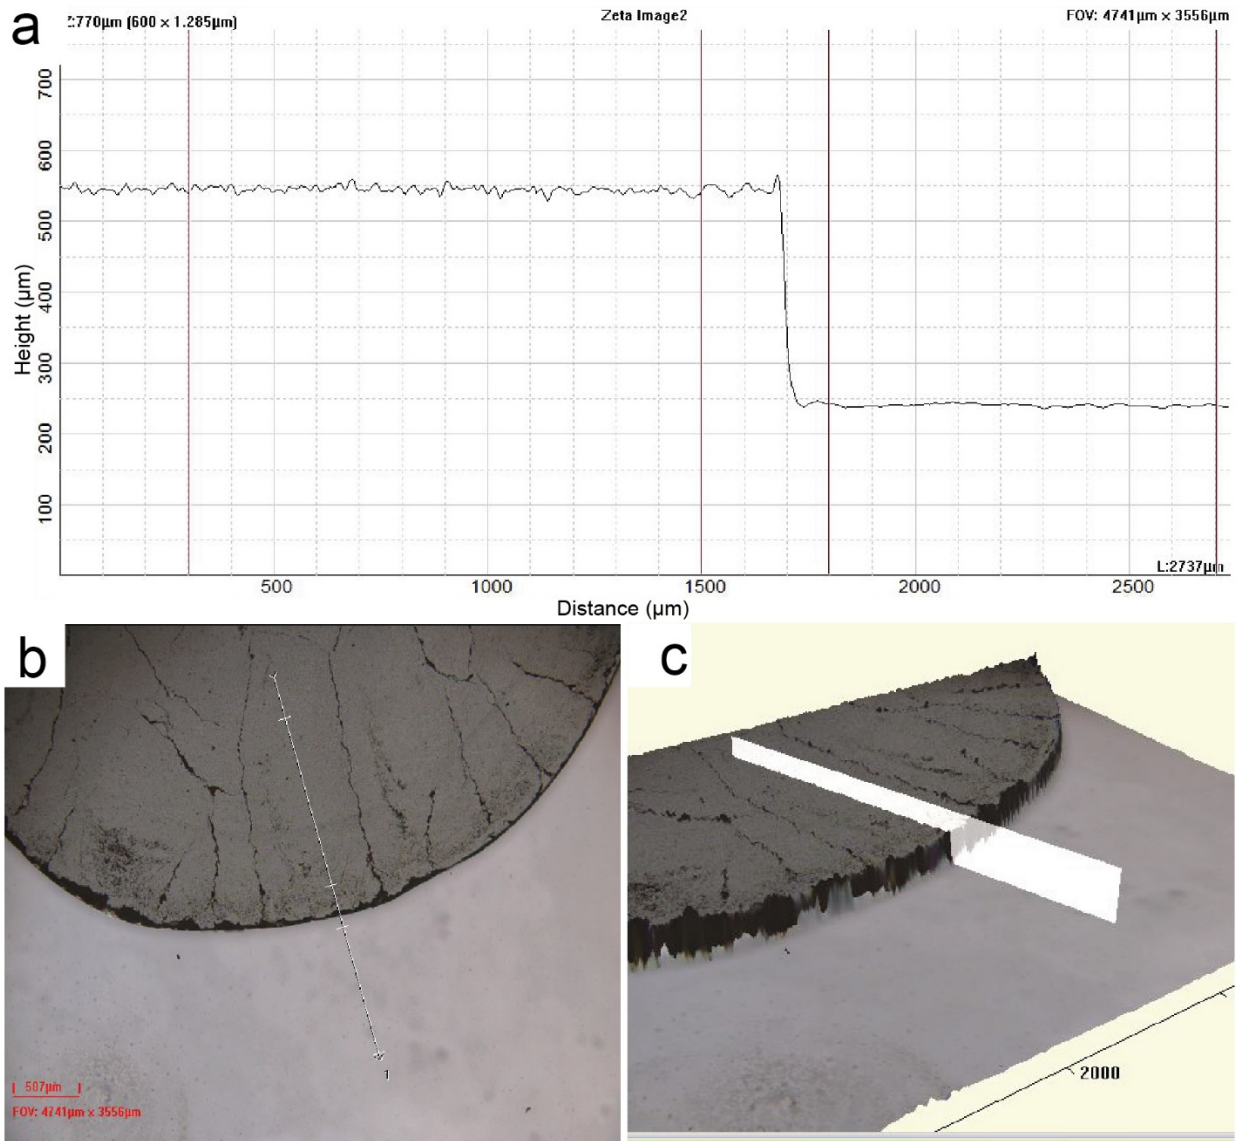 a
Z:770µm (600 × 1.285µm)
Zeta Image2
FOV: 4741µm × 3556µm
700
600
500
400
300
200
100
Height (µm)
500
1000
1500
2000
2500
L:2737µm
Distance (µm)
b
1
507µm
FOV: 4741µm x 3556µm
c
2000